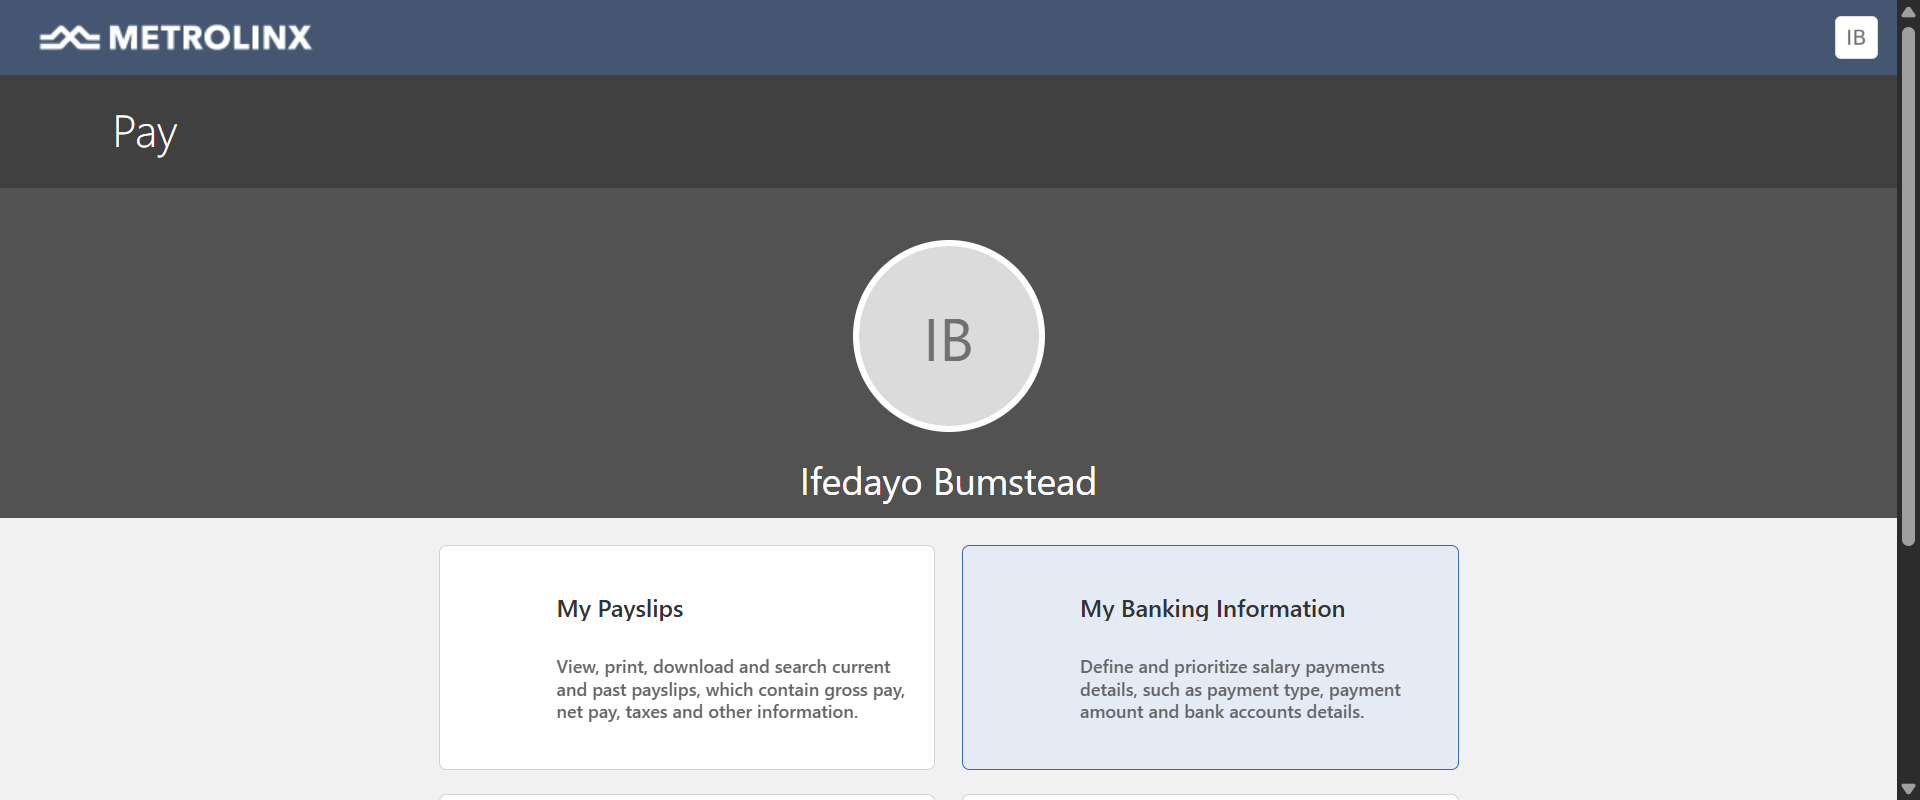 METROLINX
IB
Pay
IB
Ifedayo Bumstead
My Payslips
View, print, download and search current
and past payslips, which contain gross pay,
net pay, taxes and other information.
My Banking Information
Define and prioritize salary payments
details, such as payment type, payment
amount and bank accounts details.